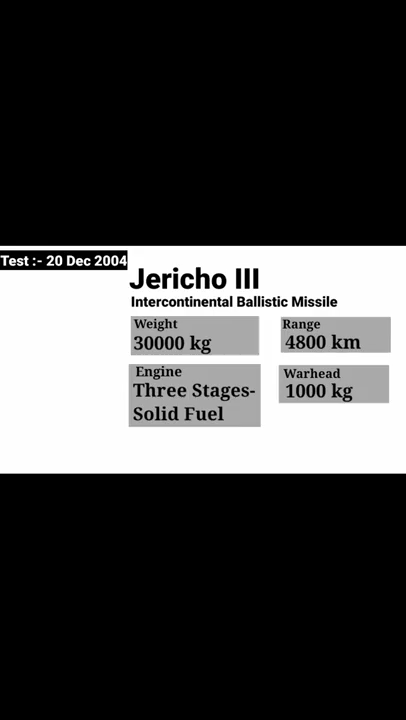 Test :- 20 Dec 2004
Jericho III
Intercontinental Ballistic Missile
Weight
30000 kg
Range
4800 km
Engine
Three Stages-
Solid Fuel
Warhead
1000 kg